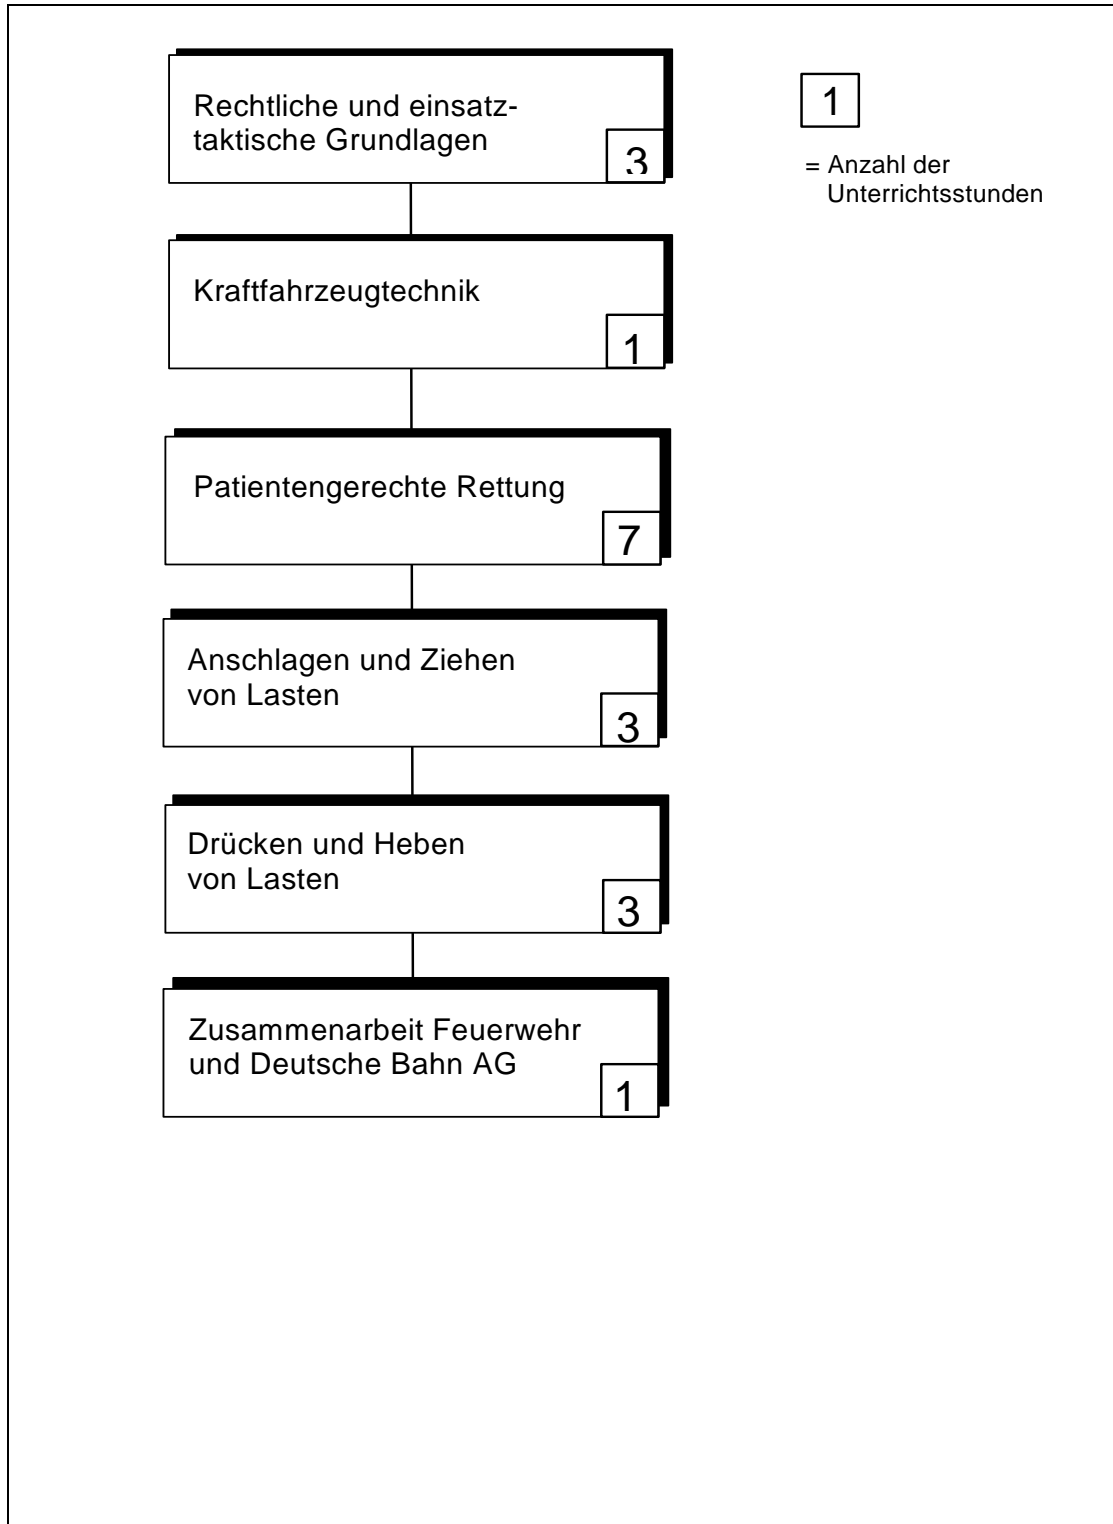 Rechtliche und einsatz-
taktische Grundlagen
3
1
= Anzahl der
Unterrichtsstunden
Kraftfahrzeugtechnik
1
Patientengerechte Rettung
7
Anschlagen und Ziehen
von Lasten
3
Drücken und Heben
von Lasten
3
Zusammenarbeit Feuerwehr
und Deutsche Bahn AG
1